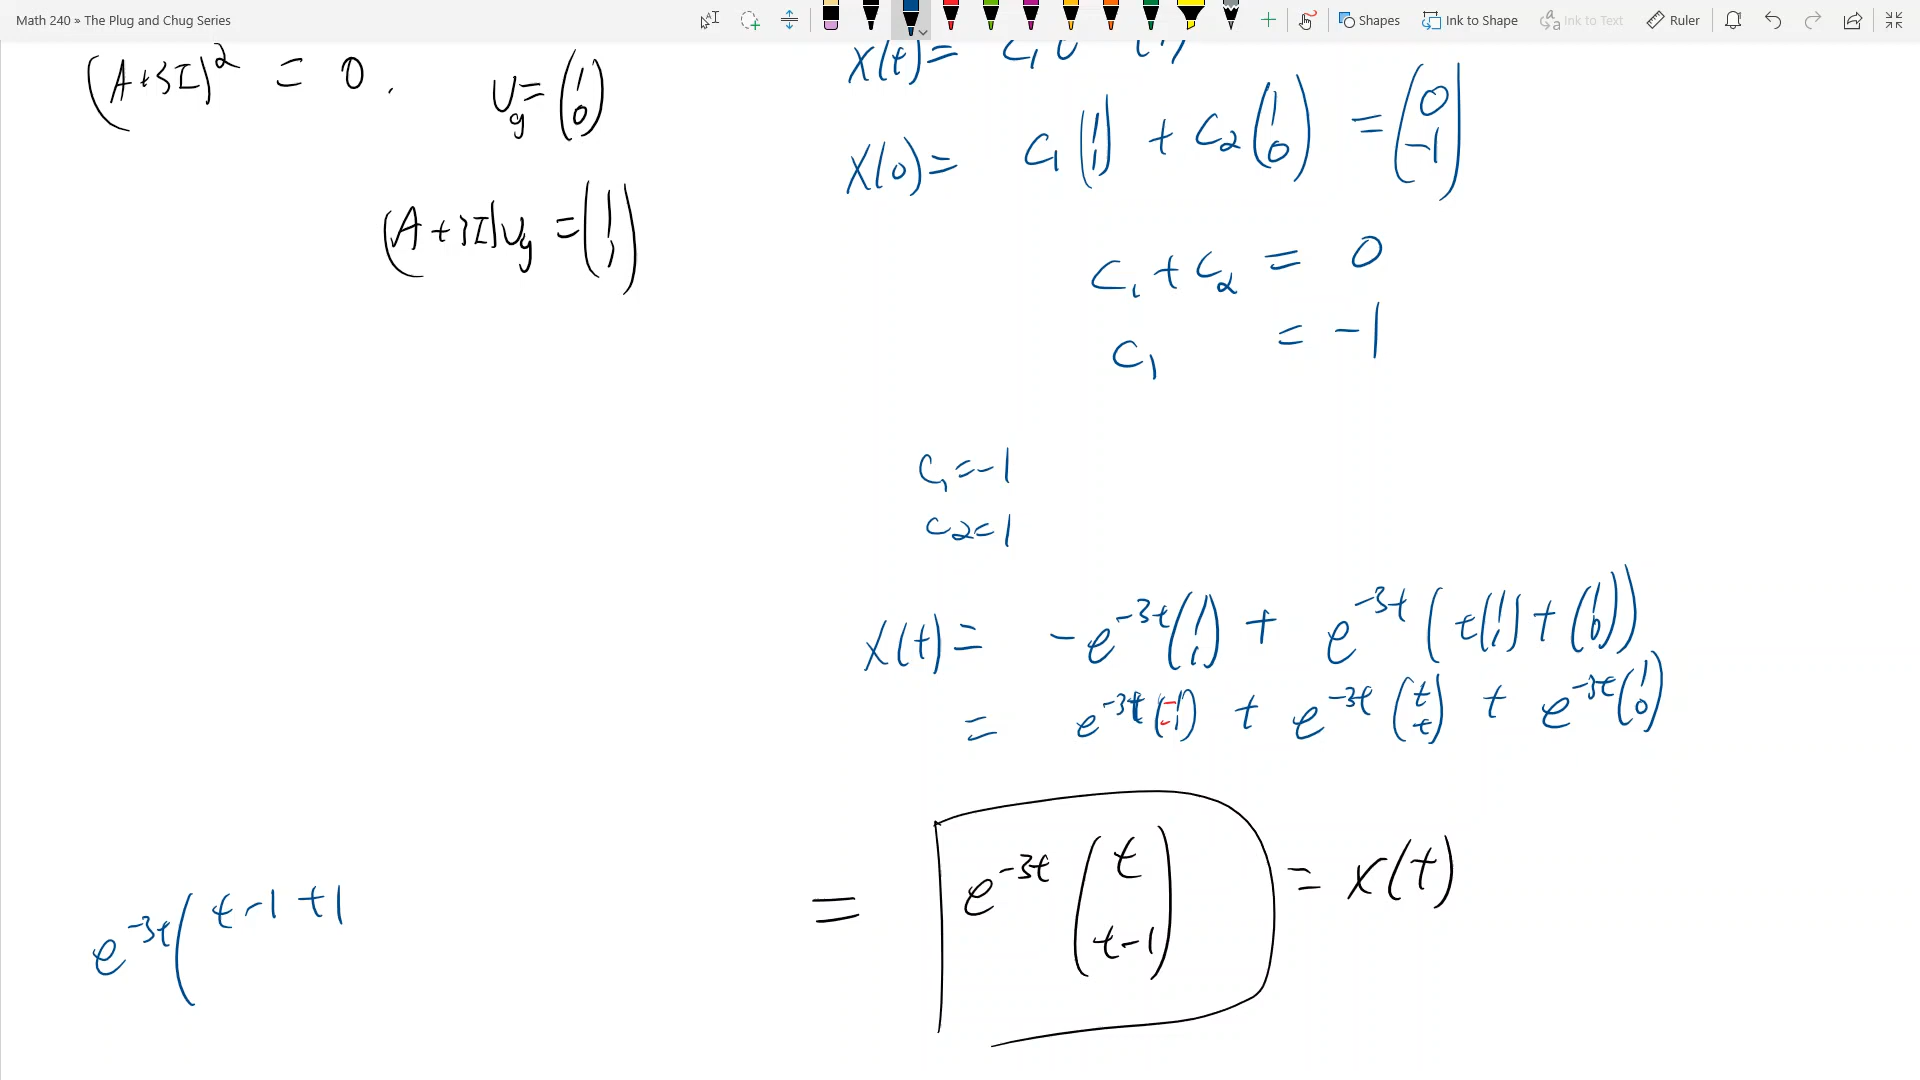 Math 240 » The Plug and Chug Series
Shapes
Ink to Shape
Ink to Text
Ruler
(A+3I)² = 0.
U_g = (1 0)
(A+3I)U_g = (1 1)
X(t)= C₁
X(0)= C₁(1 1) + C₂(1 0) = (0 -1)
C₁ + C₂ = 0
C₁ = -1
C₁ = -1
C2 = 1
X(t) = -e^{-3t}(1 1) + e^{-3t}(t(1 1) + (1 0))
= e^{-3t}(-1 -1) + e^{-3t}(t t) + e^{-3t}(1 0)
= e^{-3t}(t t-1) = X(t)
e^{-3t}( t-1+1